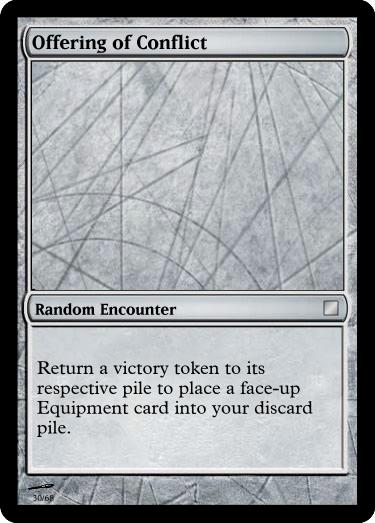 Offering of Conflict
Random Encounter
Return a victory token to its
respective pile to place a face-up
Equipment card into your discard
pile.
30/68